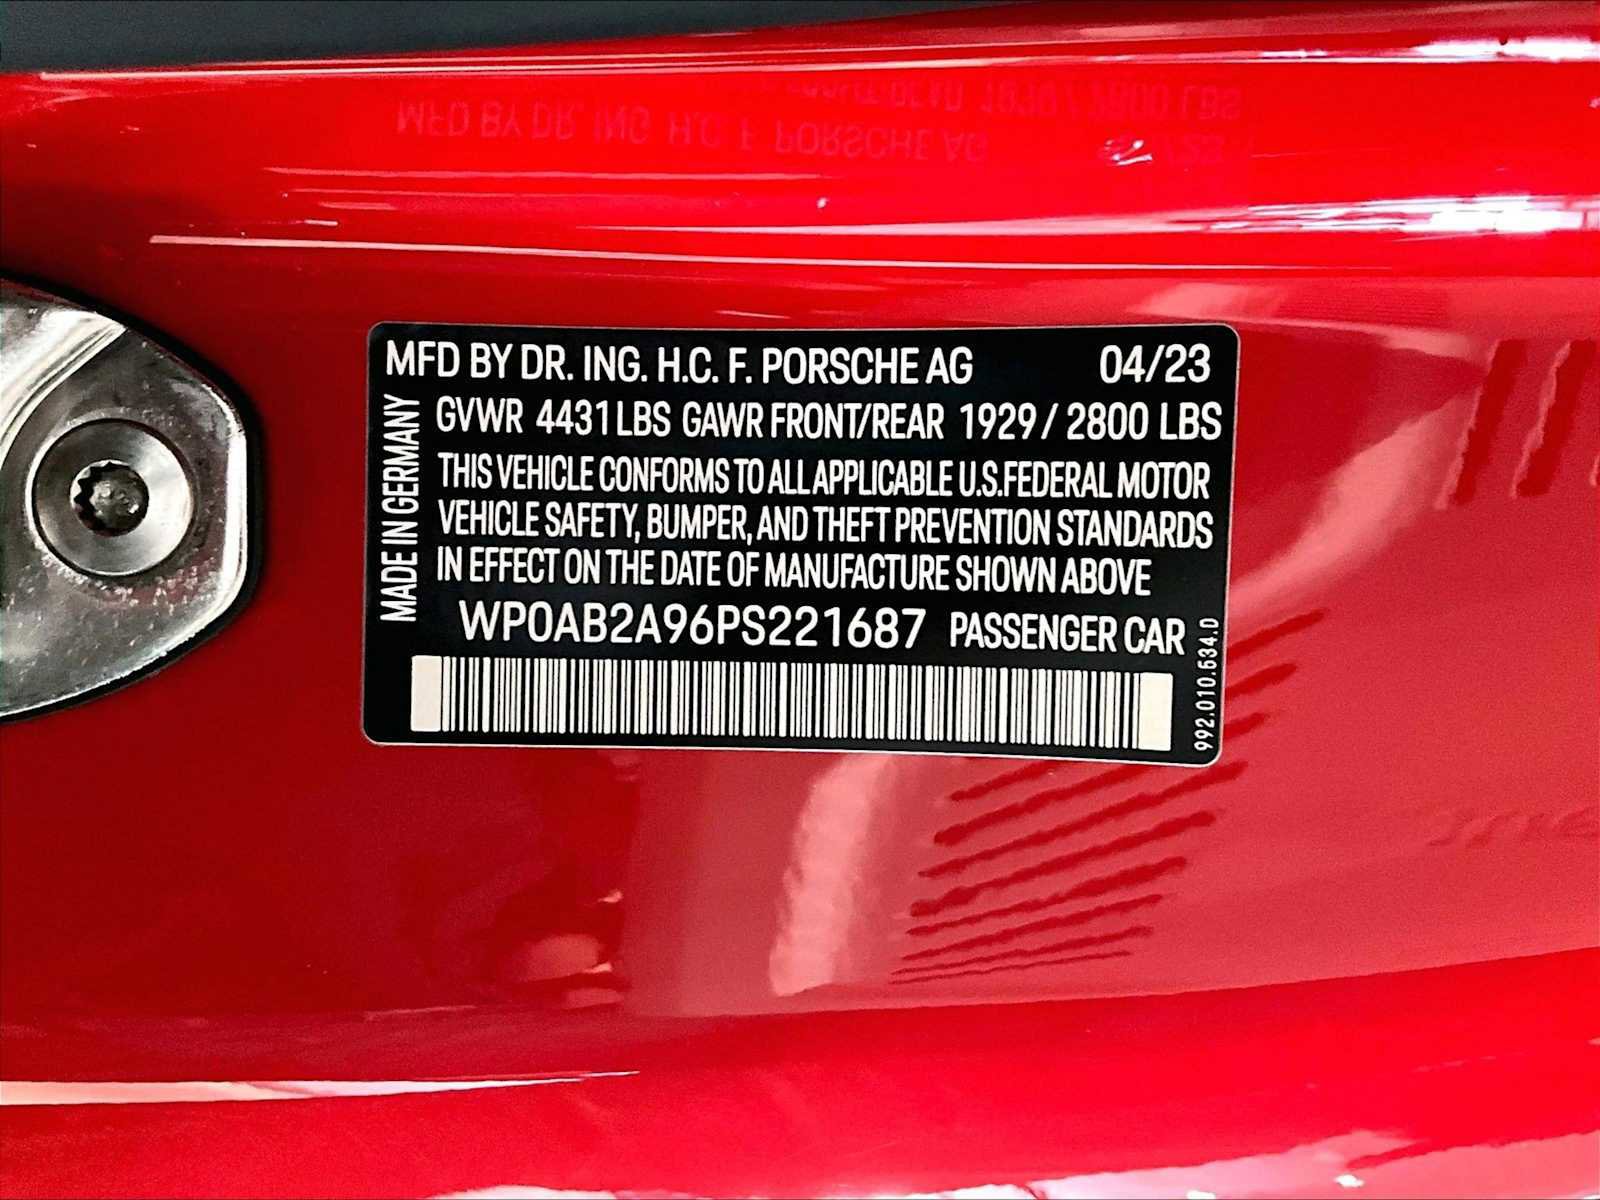 MFD BY DR. ING. H.C. F. PORSCHE AG 04/23
GVWR 4431 LBS GAWR FRONT/REAR 1929 / 2800 LBS
THIS VEHICLE CONFORMS TO ALL APPLICABLE U.S.FEDERAL MOTOR
VEHICLE SAFETY, BUMPER, AND THEFT PREVENTION STANDARDS
IN EFFECT ON THE DATE OF MANUFACTURE SHOWN ABOVE
WP0AB2A96PS221687 PASSENGER CAR
MADE IN GERMANY
992.010.534.0